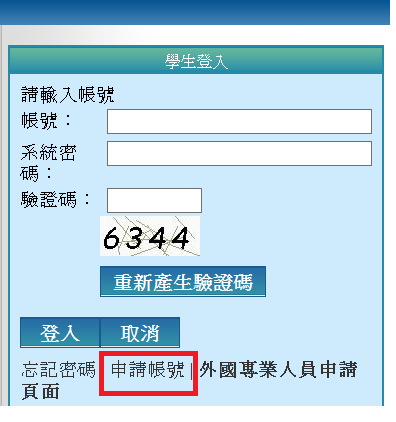 學生登入
請輸入帳號
帳號：
系統密
碼：
驗證碼：
6344
重新產生驗證碼
登入 取消
忘記密碼 申請帳號|外國專業人員申請
頁面